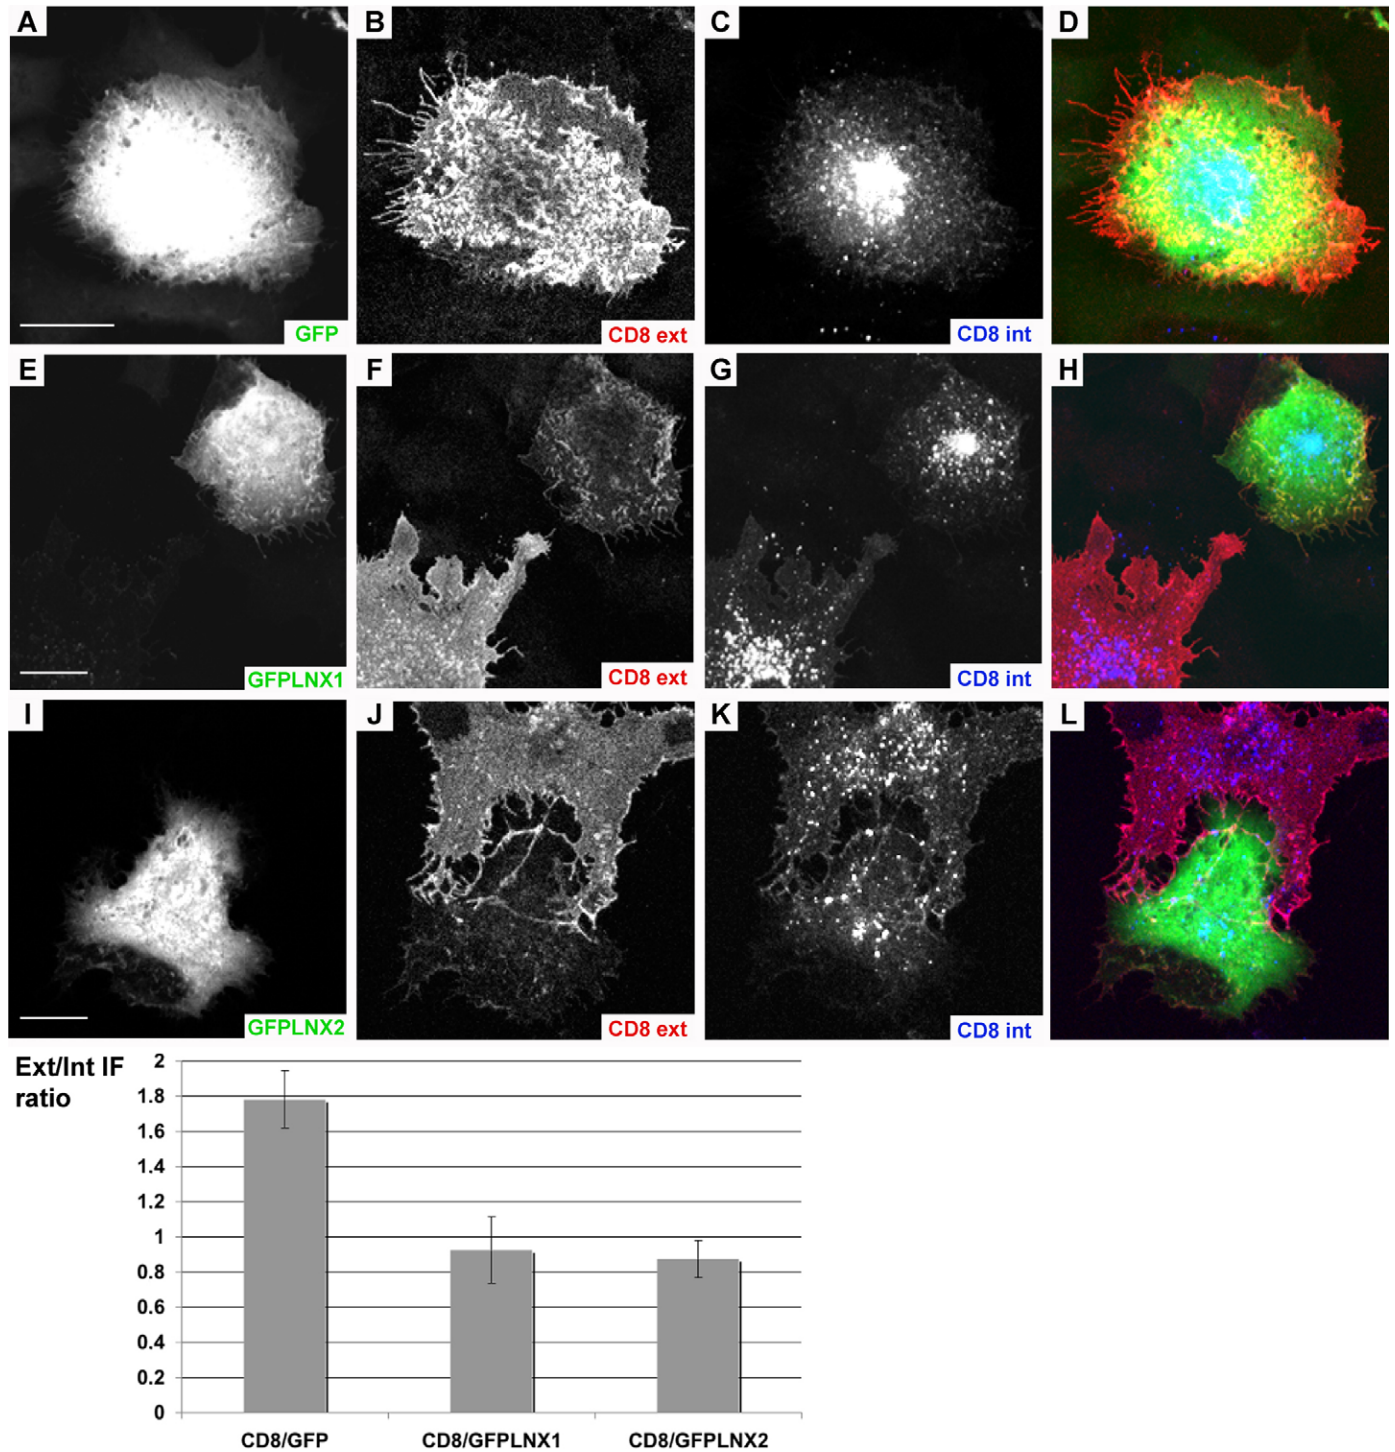 A
B
C
D
GFP
CD8 ext
CD8 int
E
F
G
H
GFPLNX1
CD8 ext
CD8 int
I
J
K
L
GFPLNX2
CD8 ext
CD8 int
Ext/Int IF
ratio
2
1.8
1.6
1.4
1.2
1
0.8
0.6
0.4
0.2
0
CD8/GFP
CD8/GFPLNX1
CD8/GFPLNX2